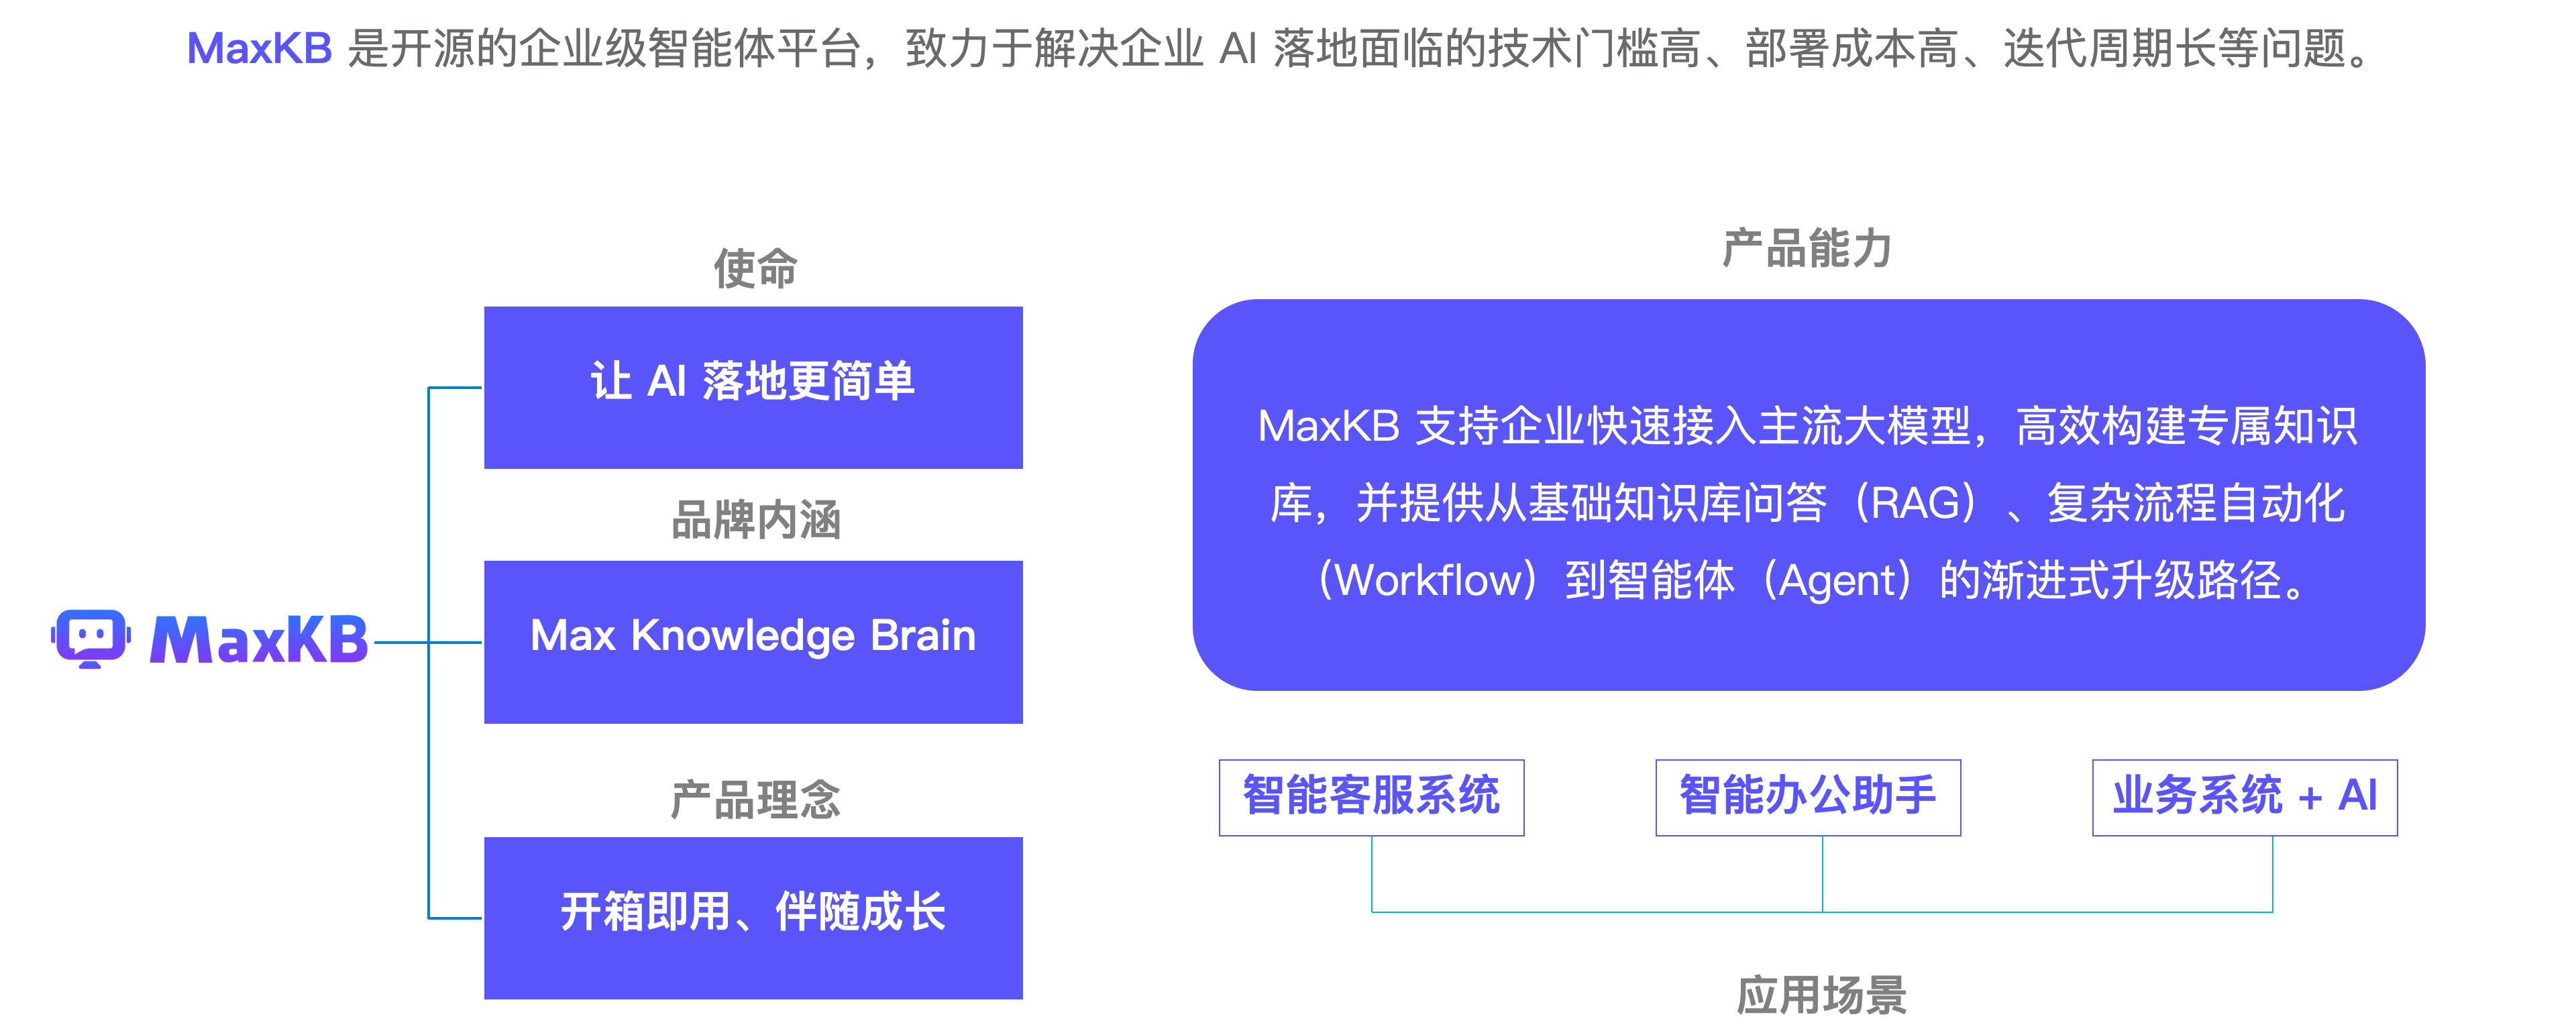 MaxKB 是开源的企业级智能体平台，致力于解决企业 AI 落地面临的技术门槛高、部署成本高、迭代周期长等问题。
MaxKB
使命
让 AI 落地更简单
品牌内涵
Max Knowledge Brain
产品理念
开箱即用、伴随成长
产品能力
MaxKB 支持企业快速接入主流大模型，高效构建专属知识
库，并提供从基础知识库问答（RAG）、复杂流程自动化
（Workflow）到智能体（Agent）的渐进式升级路径。
智能客服系统
智能办公助手
业务系统 + AI
应用场景